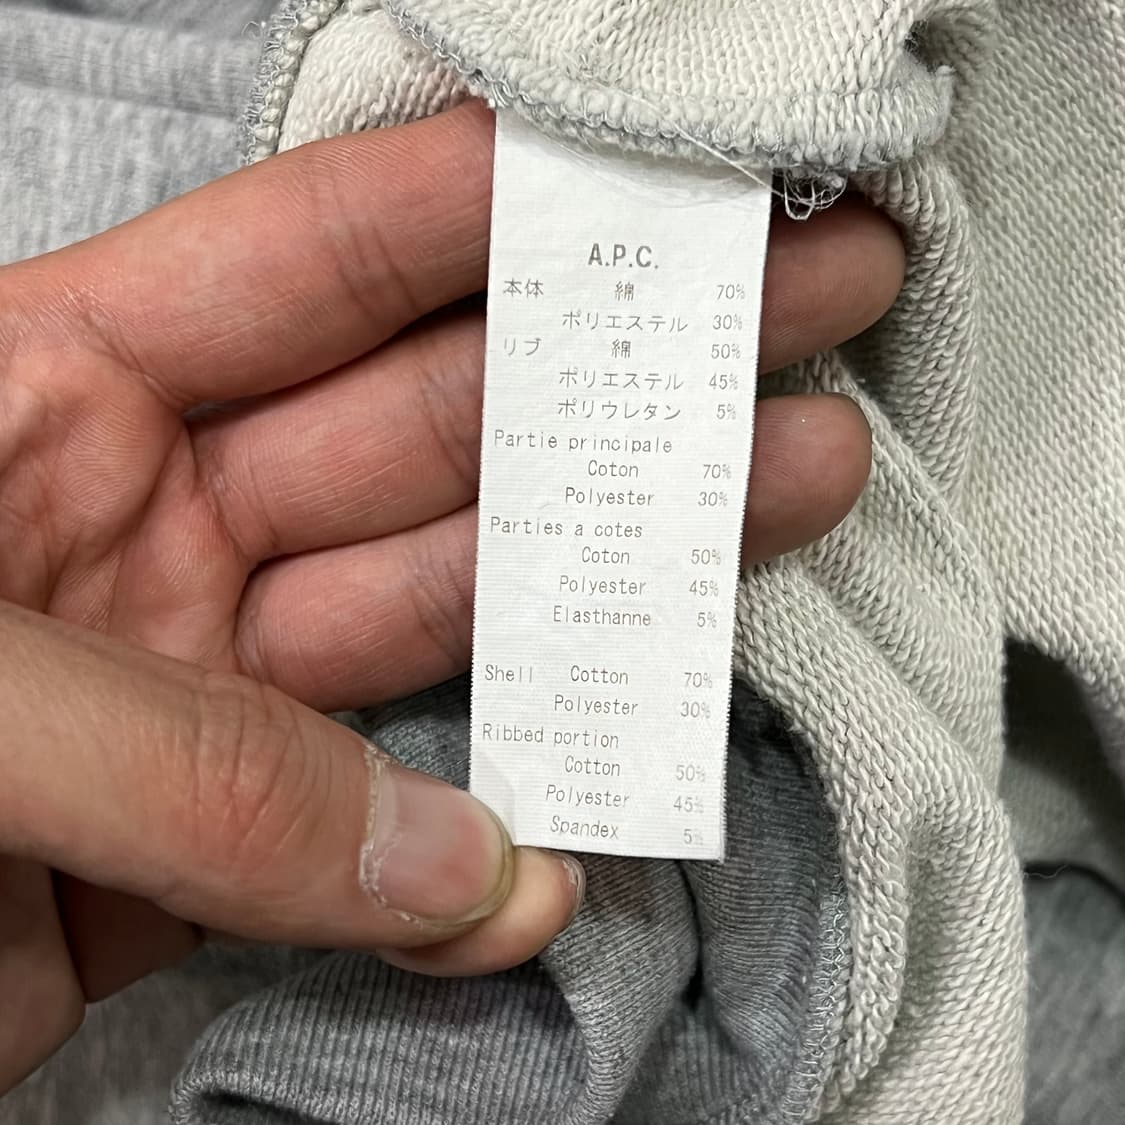 A.P.C.
本体 綿 70%
ポリエステル 30%
リブ 綿 50%
ポリエステル 45%
ポリウレタン 5%
Partie principale
Coton 70%
Polyester 30%
Parties a cotes
Coton 50%
Polyester 45%
Elasthanne 5%
Shell Cotton 70%
Polyester 30%
Ribbed portion
Cotton 50%
Polyester 45%
Spandex 5%